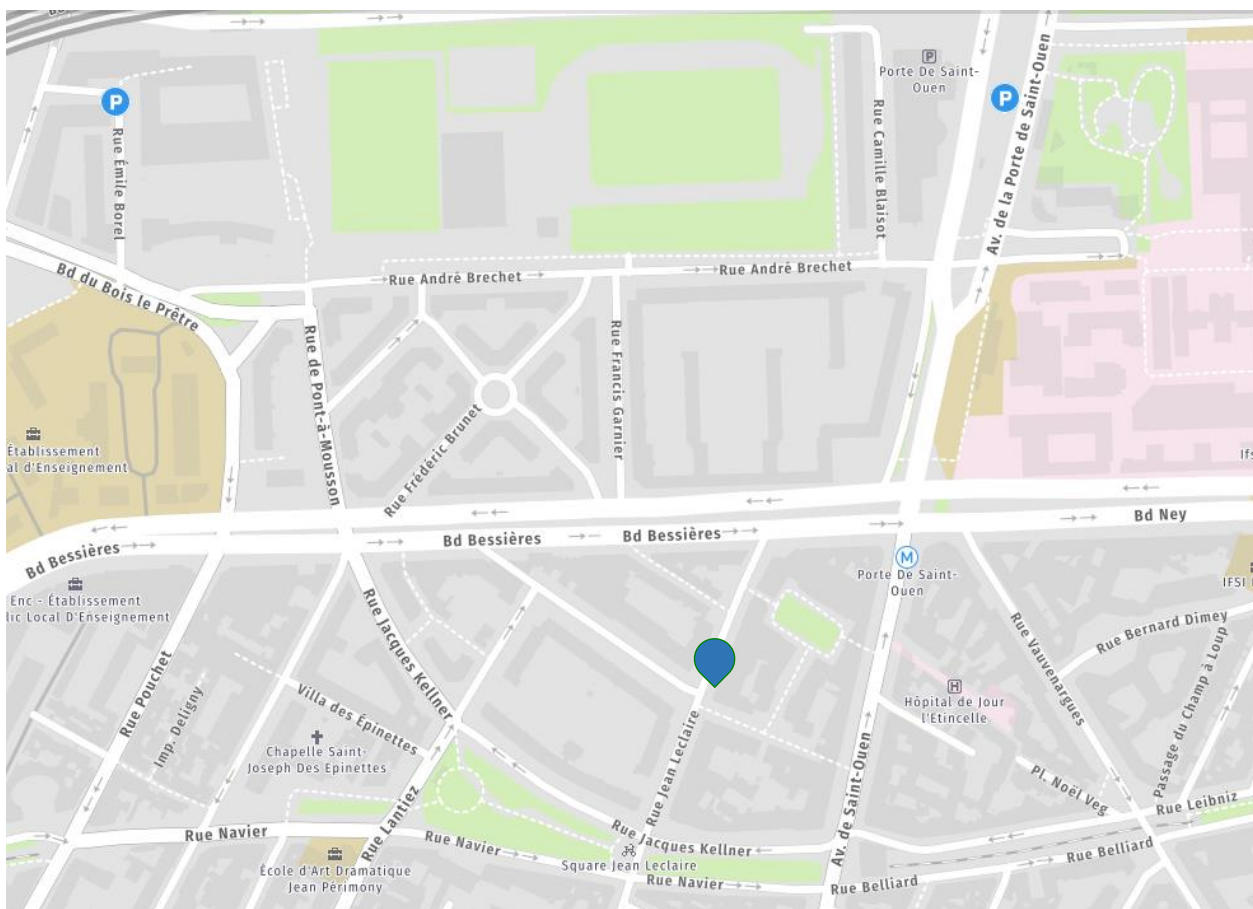 P
Porte De Saint-
Ouen
P
P
Av. de la Porte de Saint-Ouen
Rue Camille Blaisot
Rue Émile Borel
Bd du Bois le Prêtre
Rue André Brechet
Rue André Brechet
Rue de Pont-à-Mousson
Rue Francis Garnier
Rue Frédéric Brunet
Établissement
al d'Enseignement
Ifs
Bd Bessières
Bd Bessières
Bd Bessières
Bd Ney
M
Porte De Saint-
Ouen
Enc - Établissement
lic Local D'Enseignement
IFSI
Rue Jacques Kellner
Rue Vauvenargues
Rue Bernard Dimey
Passage du Champ à Loup
Rue Pouchet
Imp. Deligny
Villa des Épinettes
H
Hôpital de Jour
l'Etincelle
Chapelle Saint-
Joseph Des Epinettes
Rue Jean Leclaire
Av. de Saint-Ouen
Pl. Noël Veg
Rue Leibniz
Rue Lantiez
Rue Navier
Rue Navier
Rue Jacques Kellner
Rue Belliard
École d'Art Dramatique
Jean Périmony
Square Jean Leclaire
Rue Navier
Rue Belliard